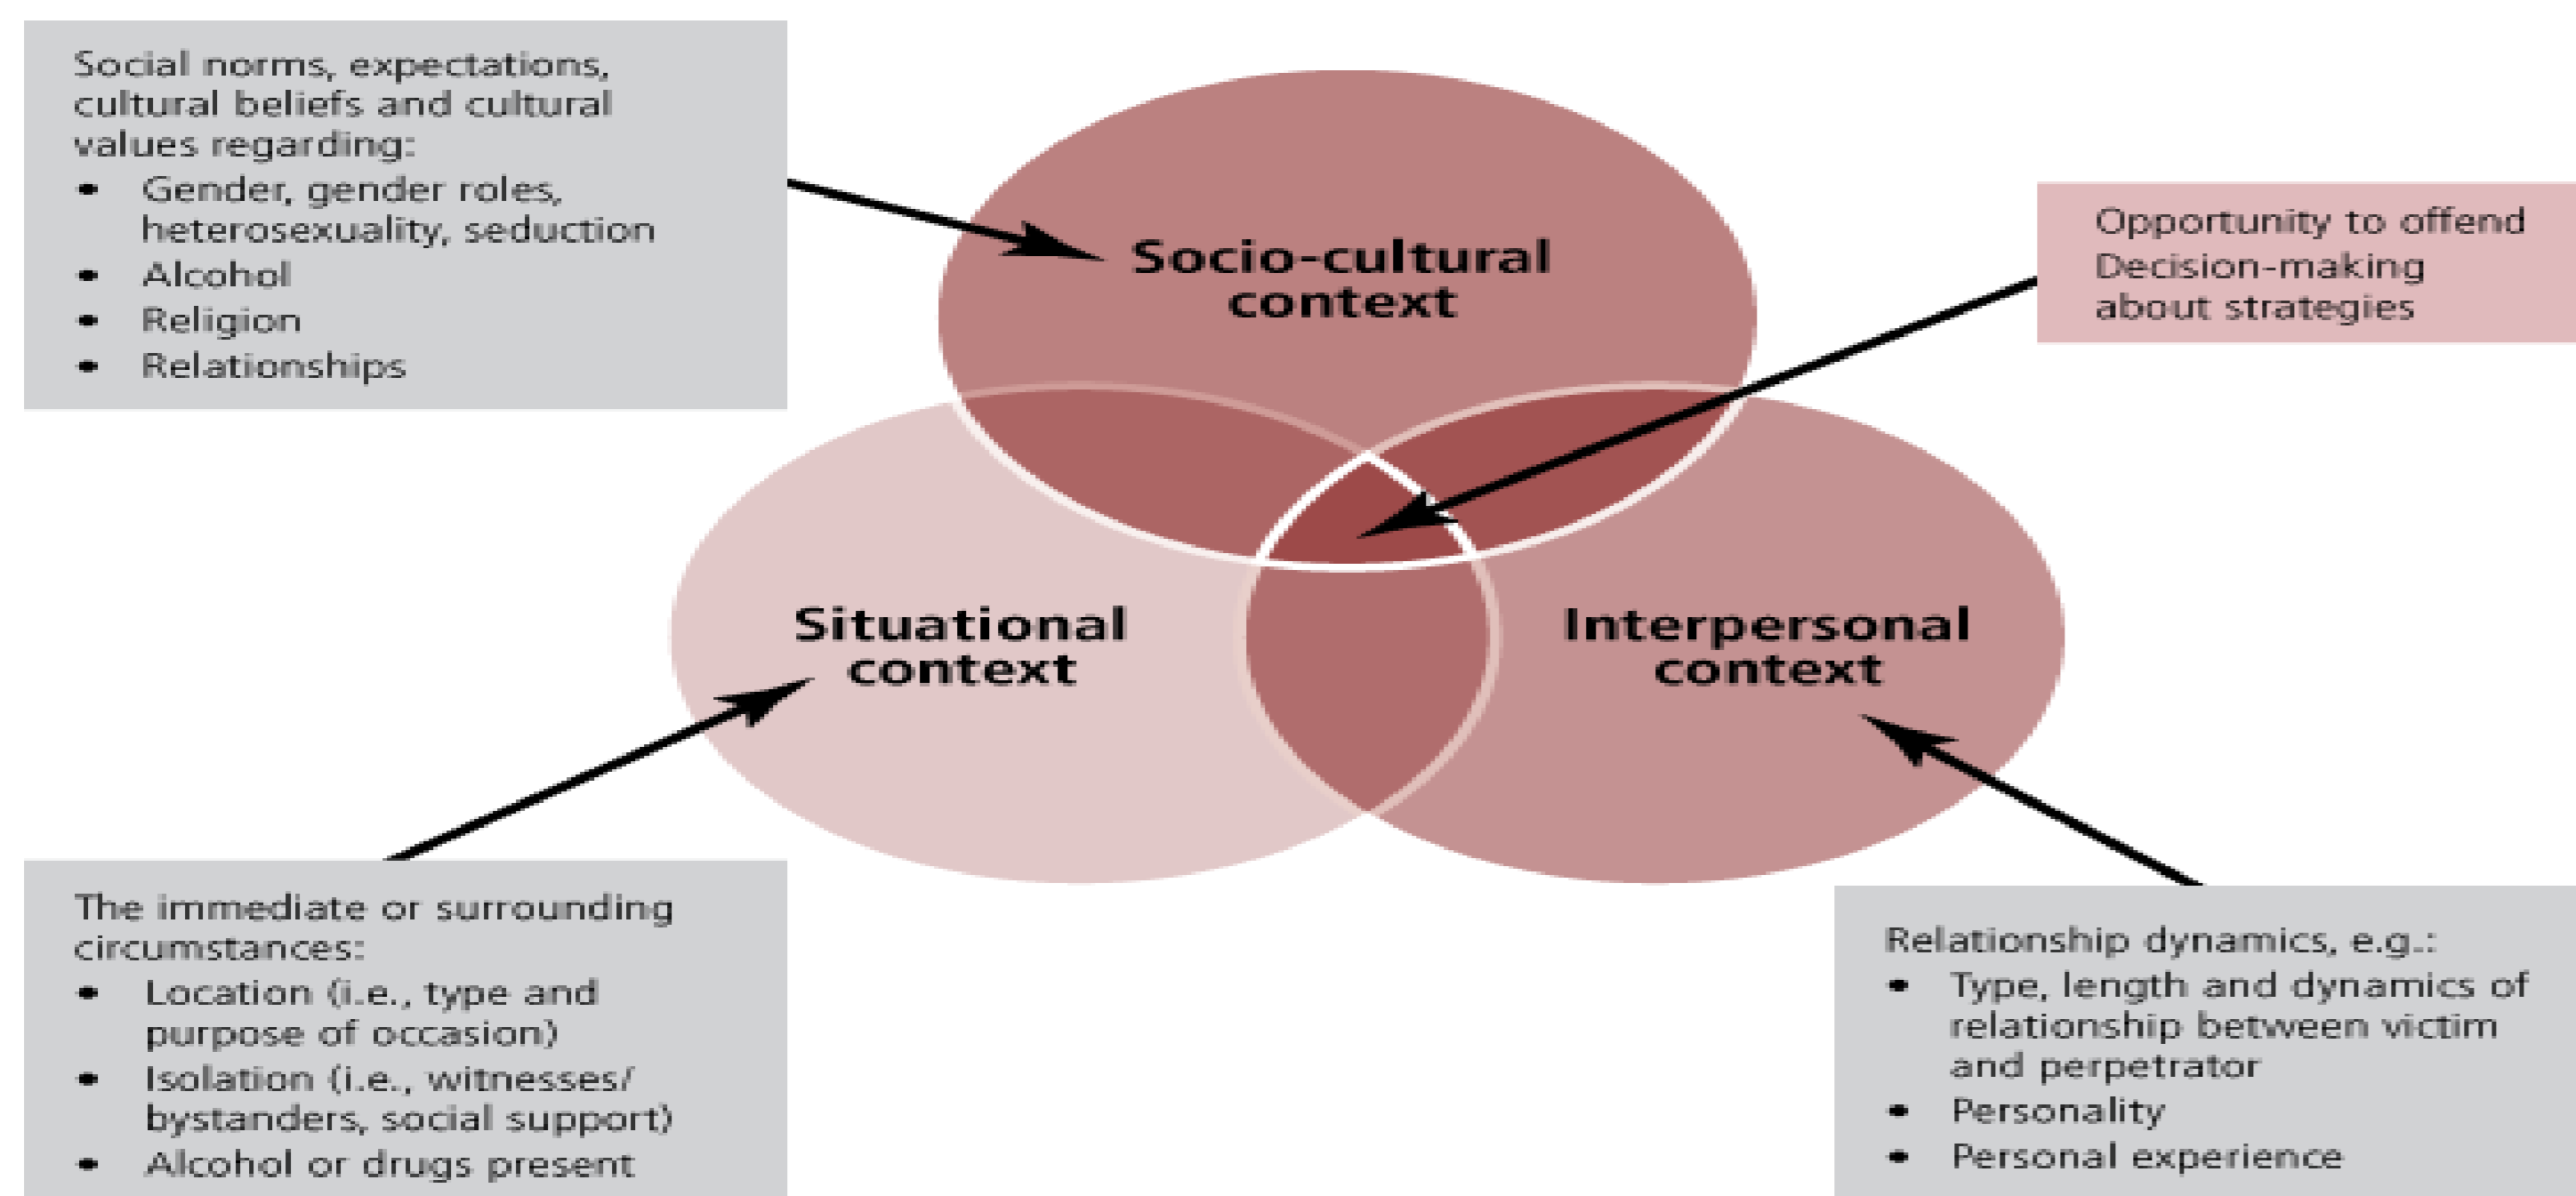 Social norms, expectations,
cultural beliefs and cultural
values regarding:
• Gender, gender roles,
heterosexuality, seduction
• Alcohol
• Religion
• Relationships
Socio-cultural
context
Opportunity to offend
Decision-making
about strategies
Situational
context
Interpersonal
context
The immediate or surrounding
circumstances:
• Location (i.e., type and
purpose of occasion)
• Isolation (i.e., witnesses/
bystanders, social support)
• Alcohol or drugs present
Relationship dynamics, e.g.:
• Type, length and dynamics of
relationship between victim
and perpetrator
• Personality
• Personal experience